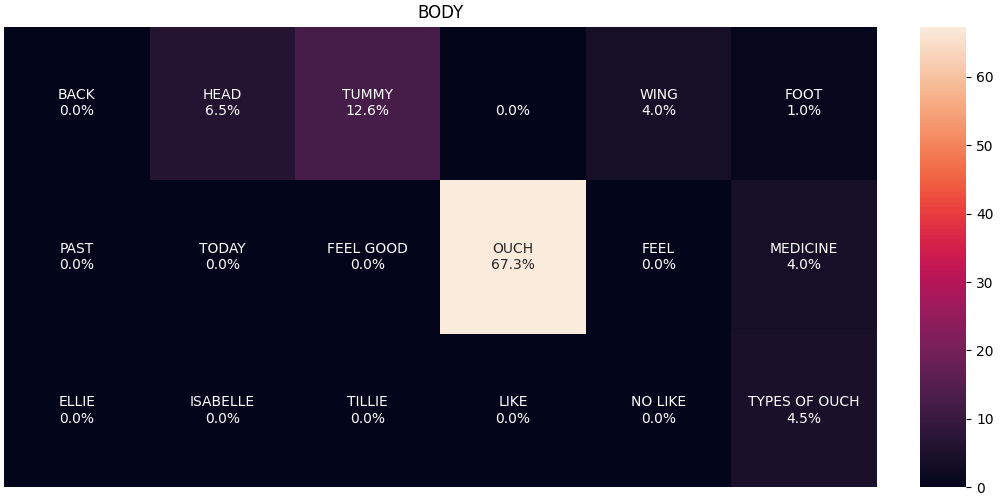 BODY
BACK
0.0%
HEAD
6.5%
TUMMY
12.6%
0.0%
WING
4.0%
FOOT
1.0%
PAST
0.0%
TODAY
0.0%
FEEL GOOD
0.0%
OUCH
67.3%
FEEL
0.0%
MEDICINE
4.0%
ELLIE
0.0%
ISABELLE
0.0%
TILLIE
0.0%
LIKE
0.0%
NO LIKE
0.0%
TYPES OF OUCH
4.5%
60
50
40
30
20
10
0